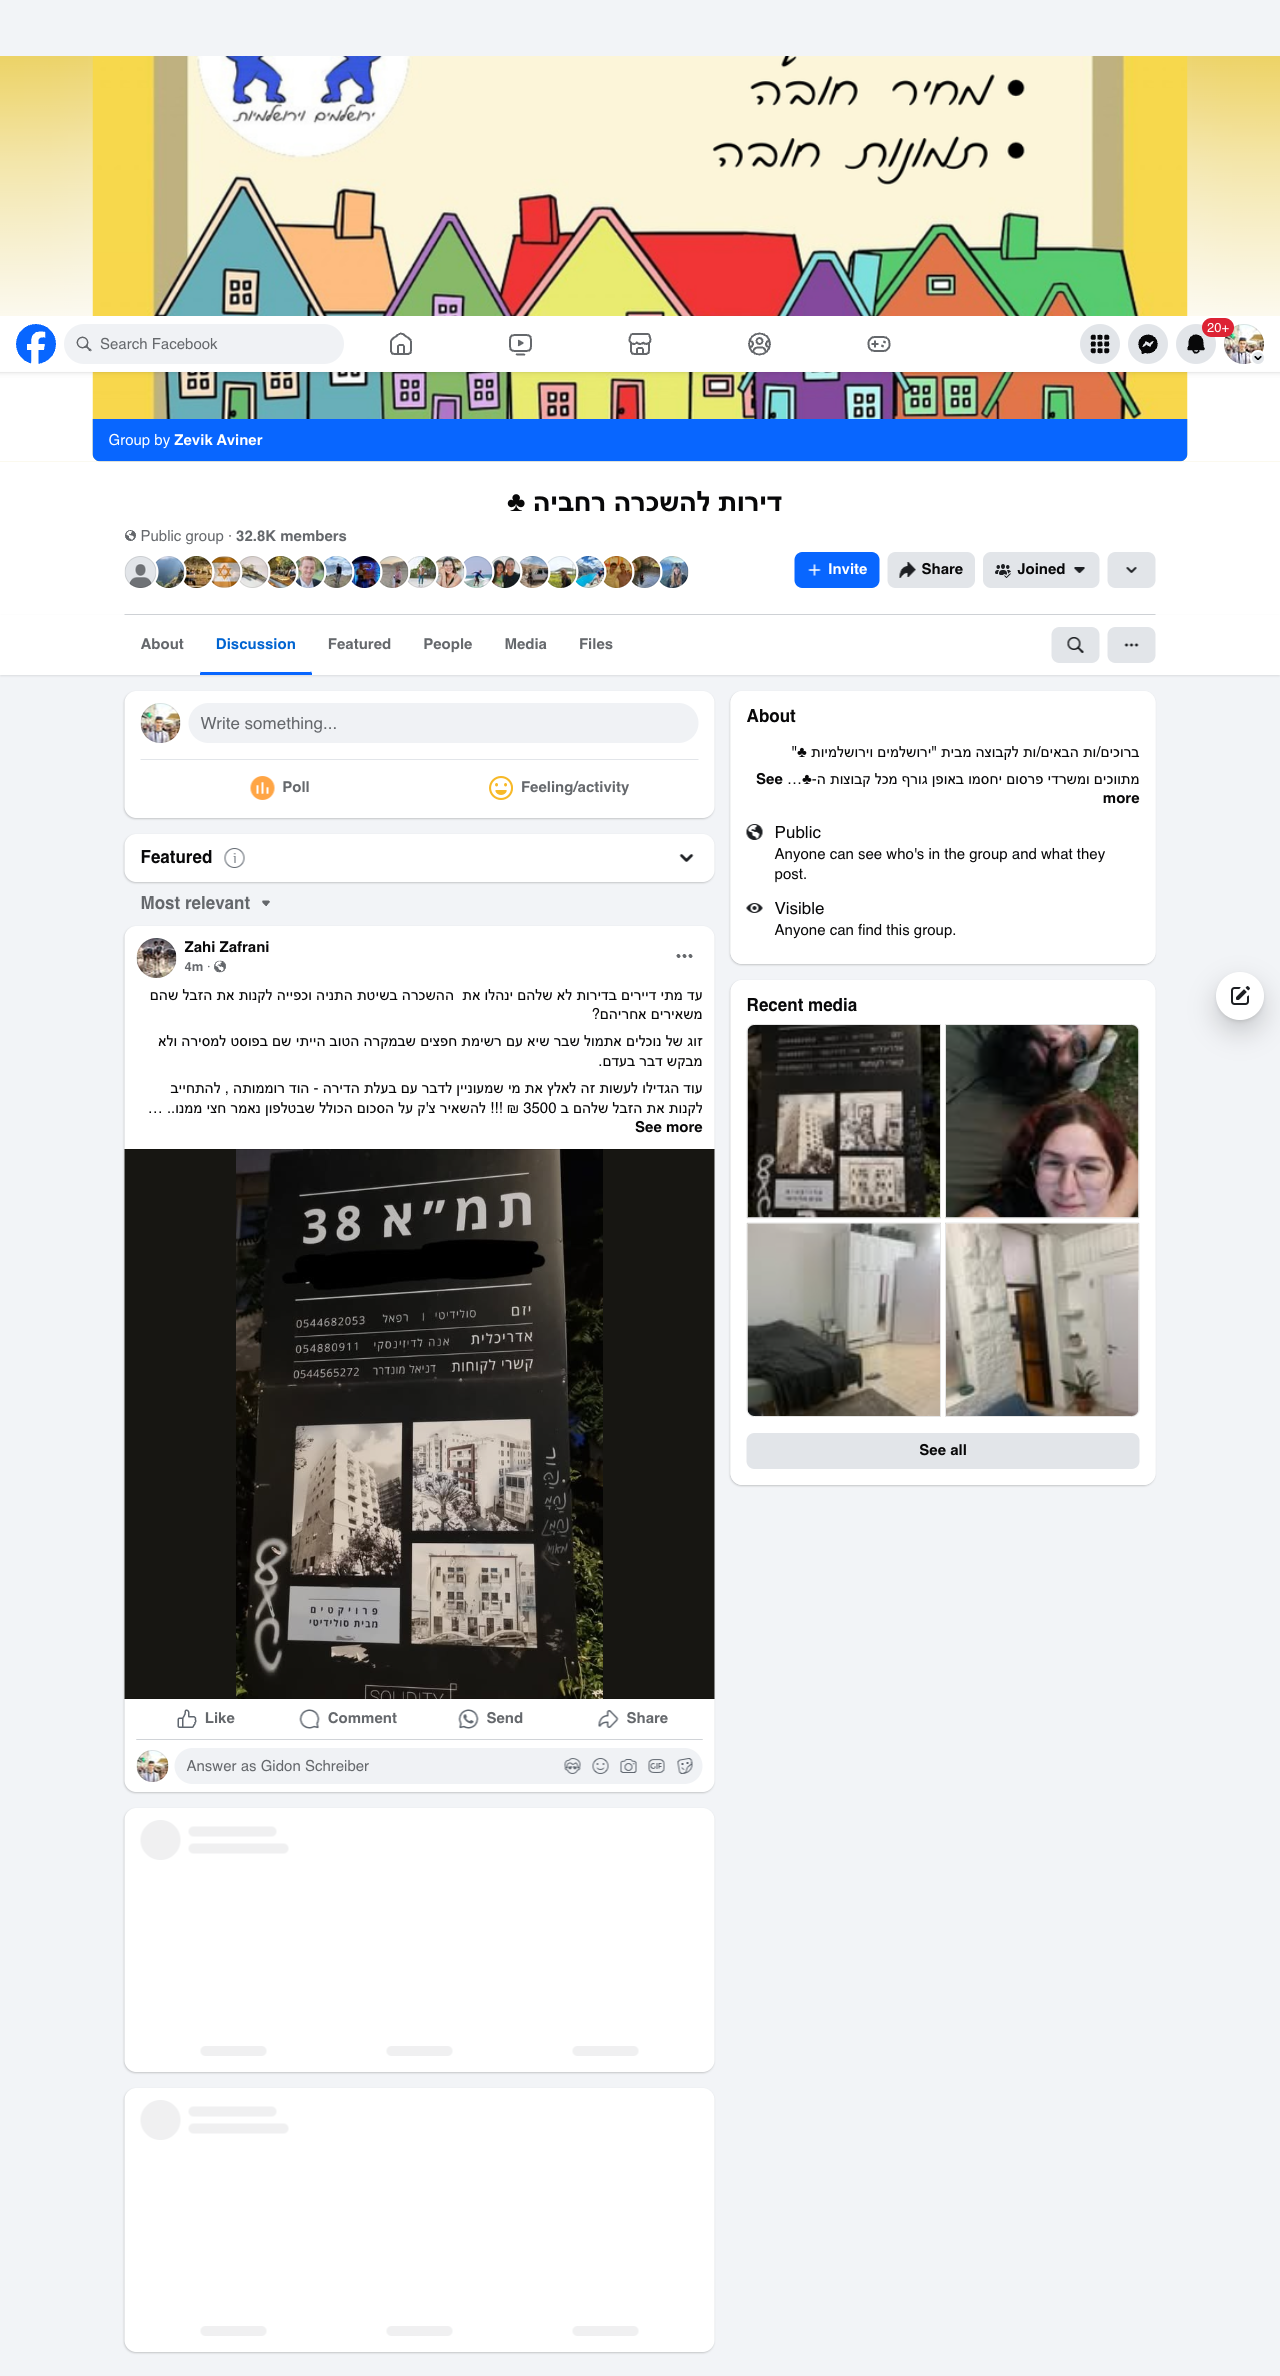 ירושלמים וירושלמיות
• מחיר חובה
• תמונות חובה
Search Facebook
20+
Group by Zevik Aviner
דירות להשכרה רחביה ♣
Public group · 32.8K members
Invite
Share
Joined
About
Discussion
Featured
People
Media
Files
Write something...
Poll
Feeling/activity
Featured
Most relevant
Zahi Zafrani
4m ·
עד מתי דיירים בדירות לא שלהם ינהלו את ההשכרה בשיטת התניה וכפייה לקנות את הזבל שהם
משאירים אחריהם?
זוג של נוכלים אתמול שבר שיא עם רשימת חפצים שבמקרה הטוב הייתי שם בפוסט למסירה ולא
מבקש דבר בעדם.
עוד הגדילו לעשות זה לאלץ את מי שמעוניין לדבר עם בעלת הדירה - הוד רוממותה , להתחייב
לקנות את הזבל שלהם ב 3500 ₪ !!! להשאיר צ'ק על הסכום הכולל שבטלפון נאמר חצי ממנו.. …
See more
תמ״א 38
יזם סולידיטי | רפאל 0544682053
אדריכלית אנה לדיזינסקי 054880911
קשרי לקוחות דניאל מונדרר 0544565272
פרויקטים
מבית סולידיטי
SOLIDITY
Like
Comment
Send
Share
Answer as Gidon Schreiber
GIF
About
ברוכים/ות הבאים/ות לקבוצה מבית "ירושלמים וירושלמיות ♣"
מתווכים ומשרדי פרסום יחסמו באופן גורף מכל קבוצות ה-♣… See
more
Public
Anyone can see who's in the group and what they
post.
Visible
Anyone can find this group.
Recent media
See all